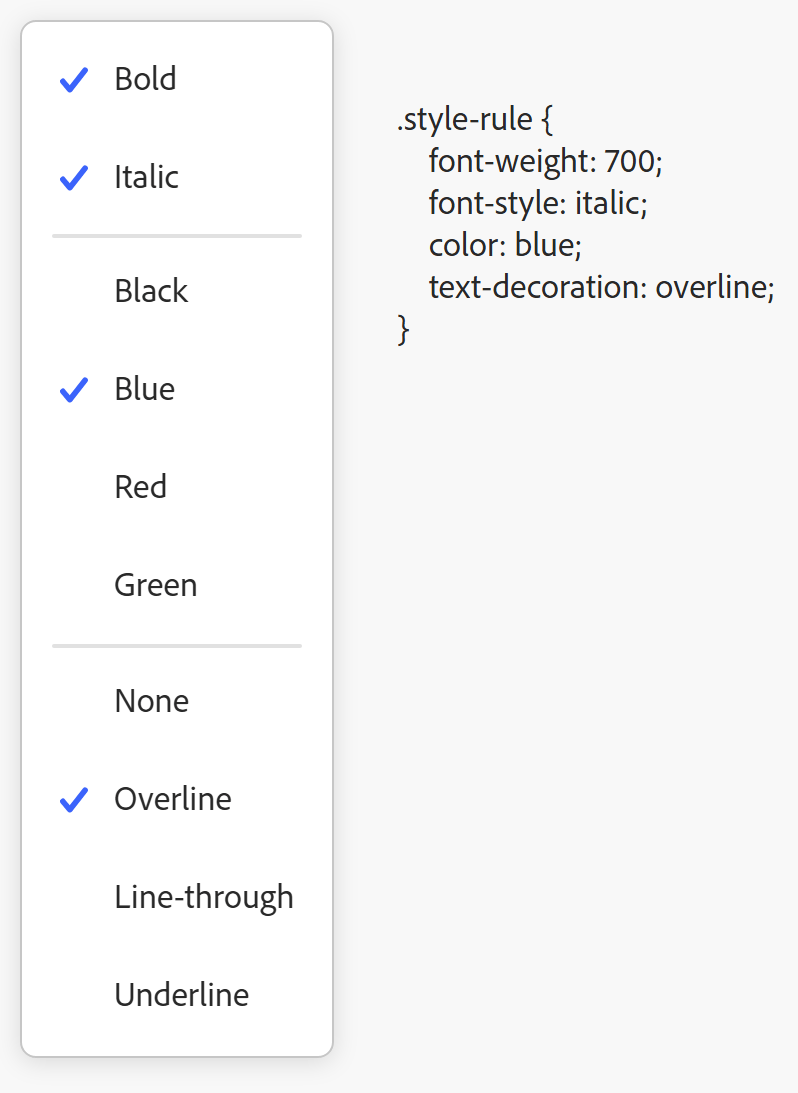 Bold
Italic
Black
Blue
Red
Green
None
Overline
Line-through
Underline
.style-rule {
font-weight: 700;
font-style: italic;
color: blue;
text-decoration: overline;
}